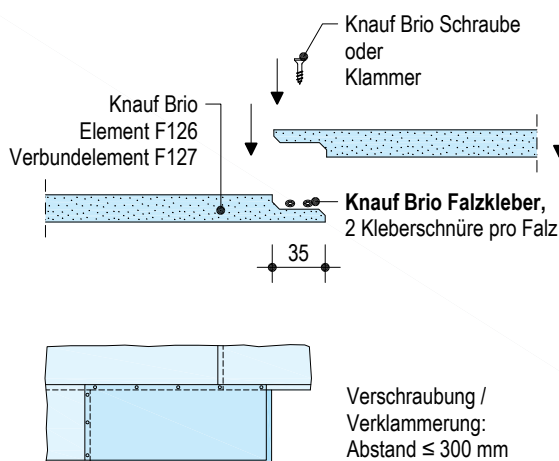 Knauf Brio Schraube
oder
Klammer
Knauf Brio
Element F126
Verbundelement F127
Knauf Brio Falzkleber,
2 Kleberschnüre pro Falz
35
Verschraubung /
Verklammerung:
Abstand ≤ 300 mm